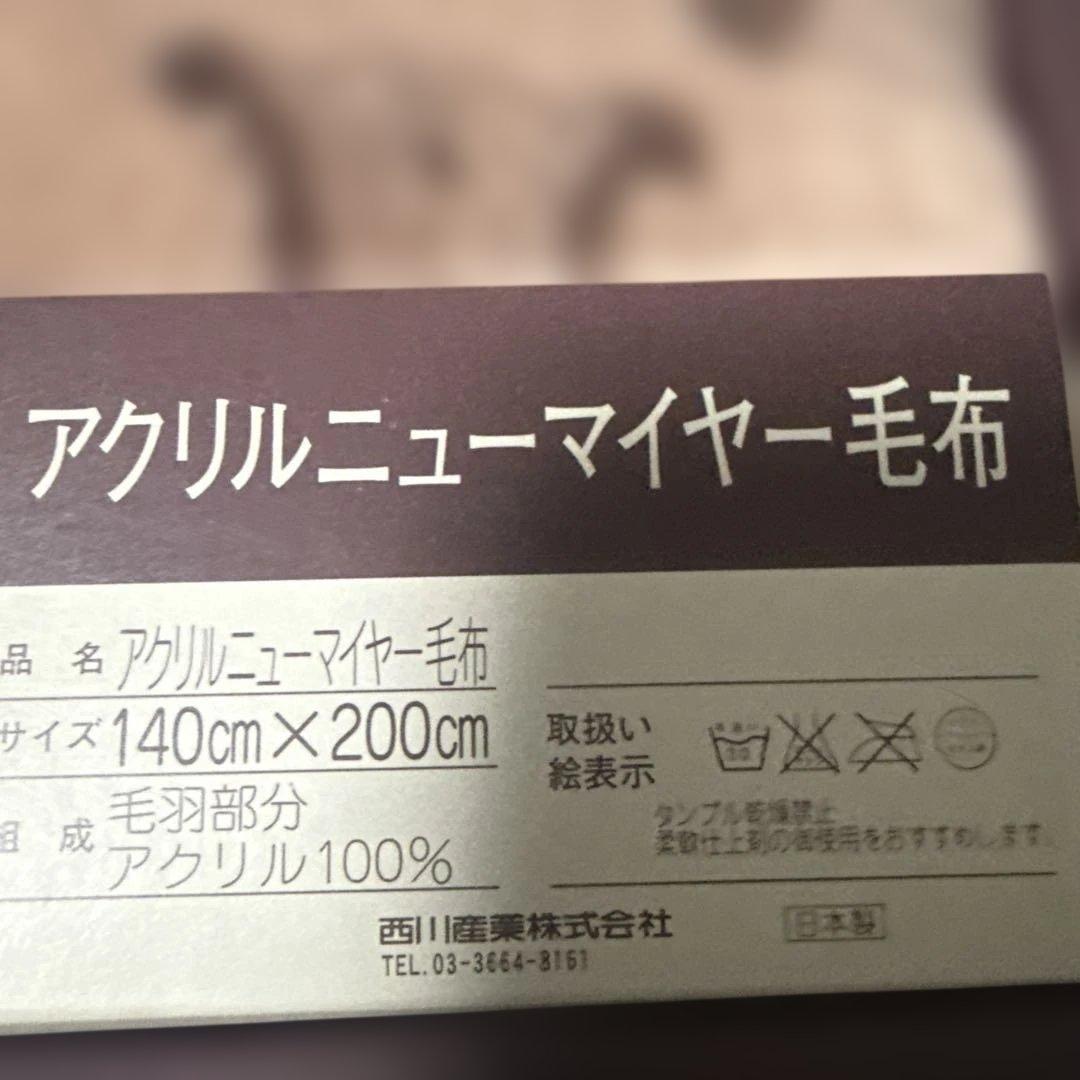 アクリルニューマイヤー毛布
品 名 アクリルニューマイヤー毛布
サイズ 140cm×200cm
組 成 毛羽部分
アクリル100%
取扱い
絵表示
タンブル乾燥禁止
柔軟仕上剤の御使用をおすすめします
西川産業株式会社
TEL.03-3664-8161
日本製